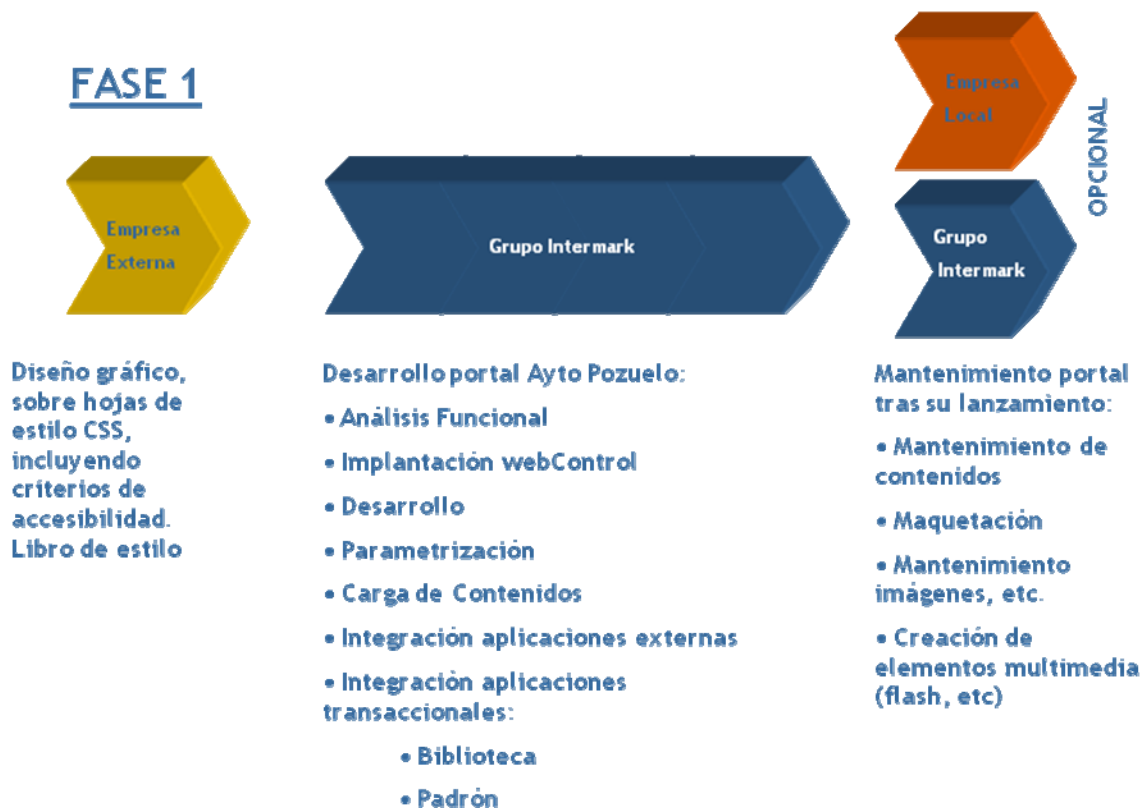 FASE 1
Empresa
Externa
Grupo Intermark
Empresa
Local
Grupo
Intermark
OPCIONAL
Diseño gráfico,
sobre hojas de
estilo CSS,
incluyendo
criterios de
accesibilidad.
Libro de estilo
Desarrollo portal Ayto Pozuelo:
• Análisis Funcional
• Implantación webControl
• Desarrollo
• Parametrización
• Carga de Contenidos
• Integración aplicaciones externas
• Integración aplicaciones
transaccionales:
• Biblioteca
• Padrón
Mantenimiento portal
tras su lanzamiento:
• Mantenimiento de
contenidos
• Maquetación
• Mantenimiento
imágenes, etc.
• Creación de
elementos multimedia
(flash, etc)